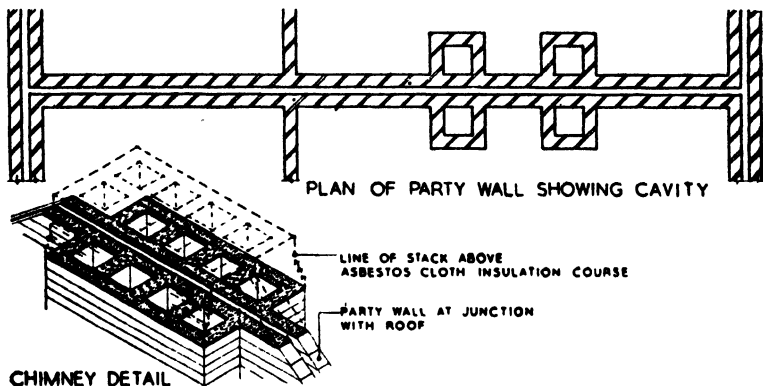 PLAN OF PARTY WALL SHOWING CAVITY
LINE OF STACK ABOVE
ASBESTOS CLOTH INSULATION COURSE
PARTY WALL AT JUNCTION
WITH ROOF
CHIMNEY DETAIL